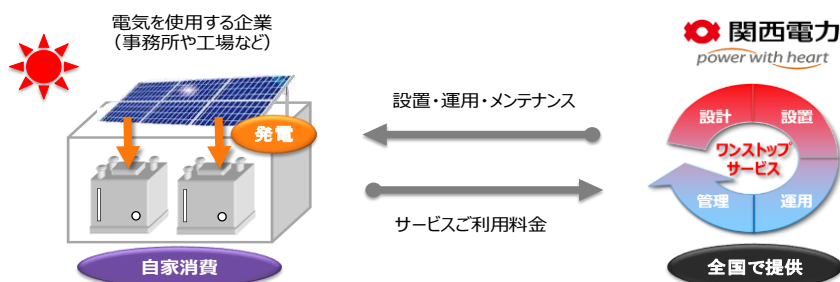 電気を使用する企業
（事務所や工場など）
発電
自家消費
設置・運用・メンテナンス
サービスご利用料金
関西電力
power with heart
設計
設置
ワンストップ
サービス
管理
運用
全国で提供